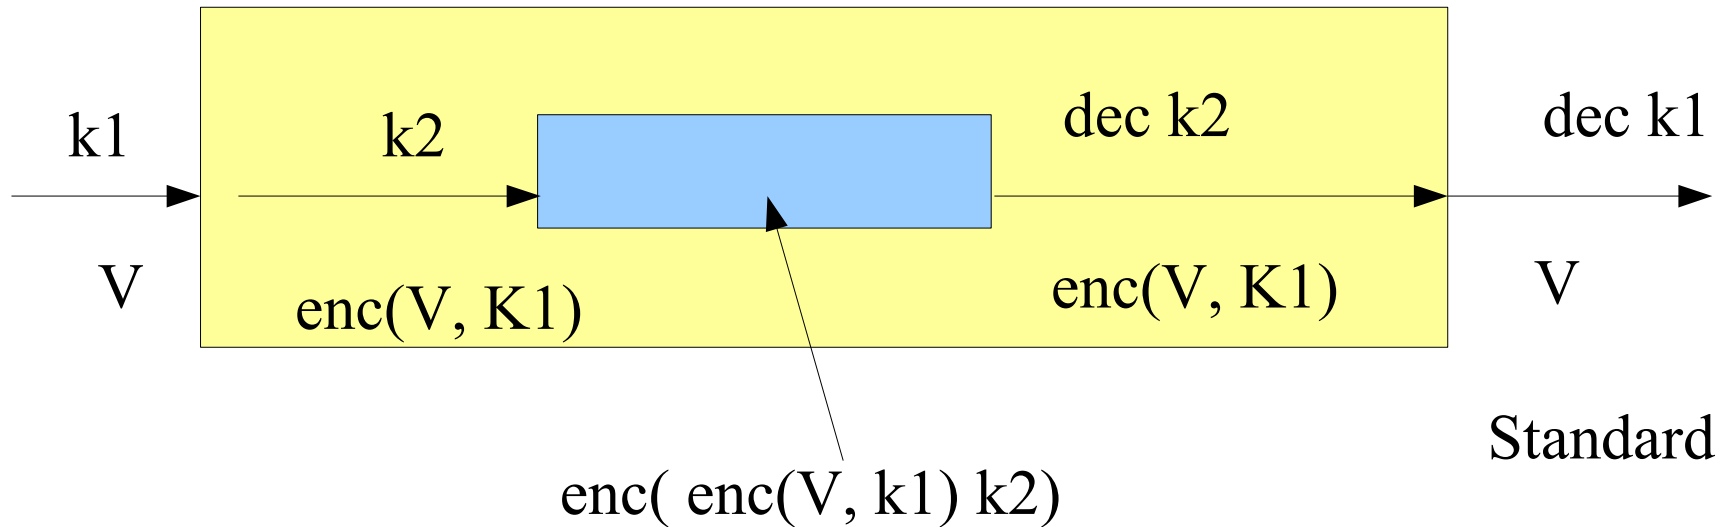 k1
k2
dec k2
dec k1
V
enc(V, K1)
enc(V, K1)
V
Standard
enc( enc(V, k1) k2)